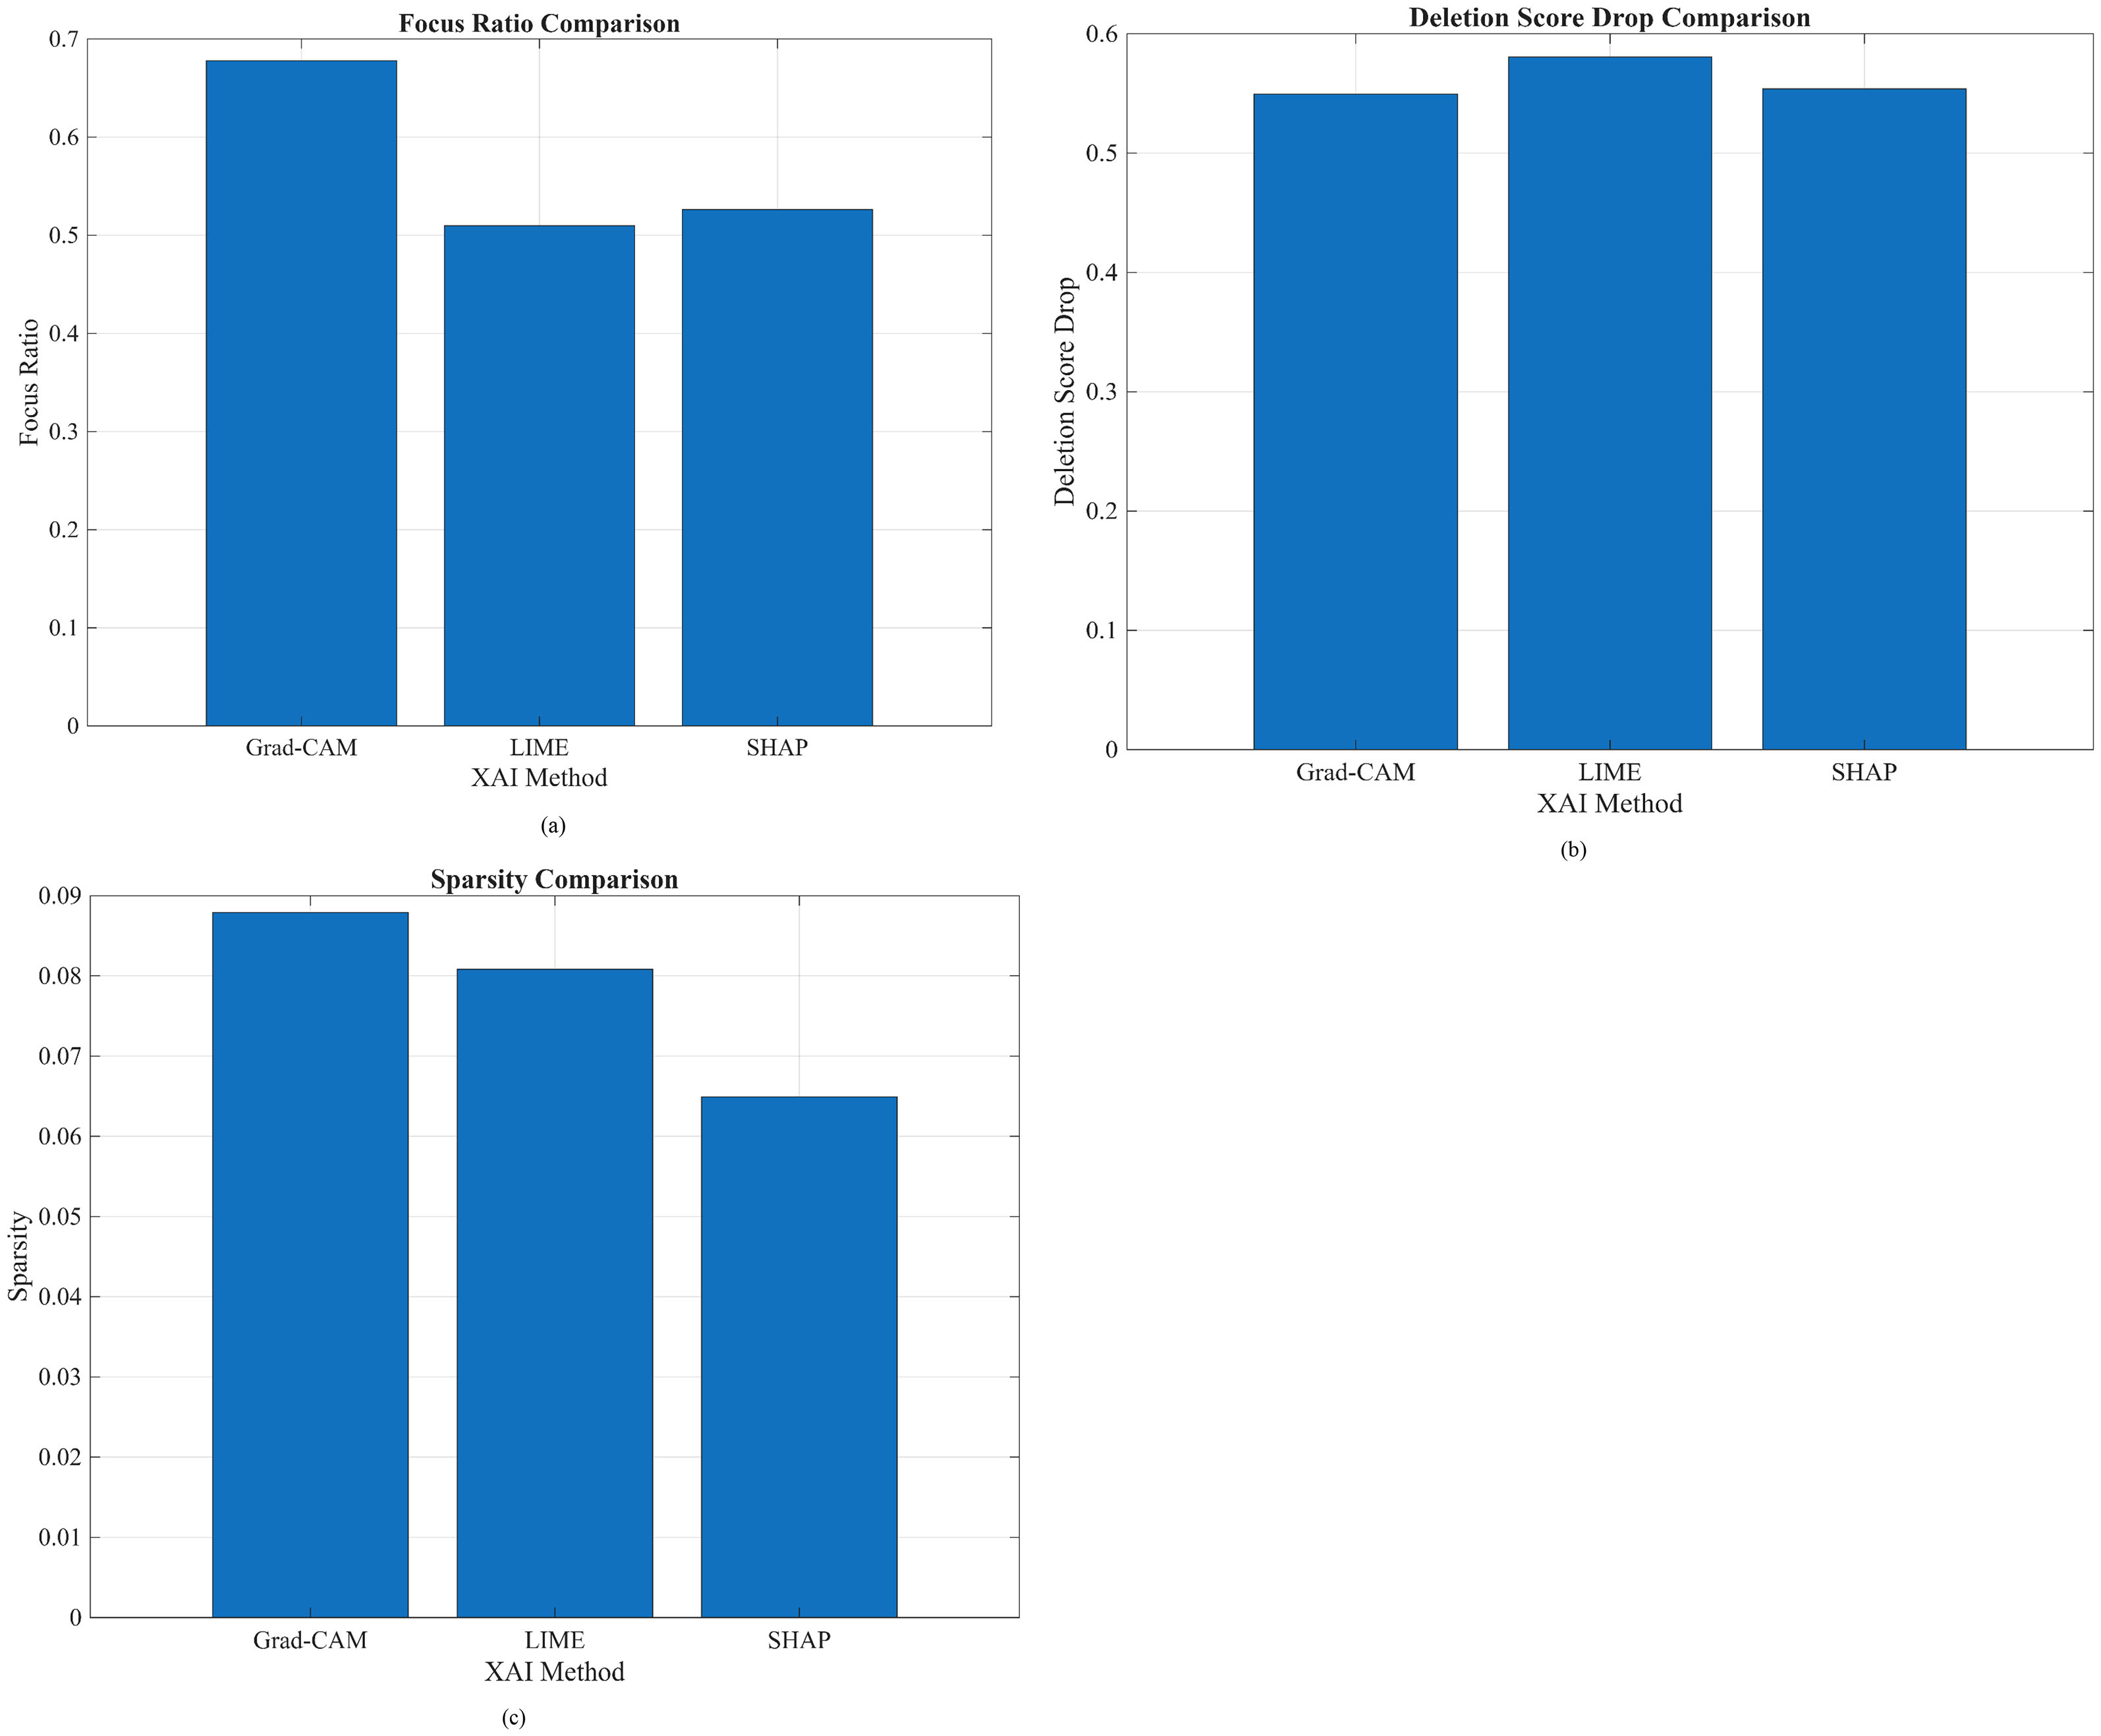 Focus Ratio Comparison
0.7
0.6
0.5
0.4
0.3
0.2
0.1
0
Focus Ratio
Grad-CAM LIME SHAP
XAI Method
(a)
Deletion Score Drop Comparison
0.6
0.5
0.4
0.3
0.2
0.1
0
Deletion Score Drop
Grad-CAM LIME SHAP
XAI Method
(b)
Sparsity Comparison
0.09
0.08
0.07
0.06
0.05
0.04
0.03
0.02
0.01
0
Sparsity
Grad-CAM LIME SHAP
XAI Method
(c)